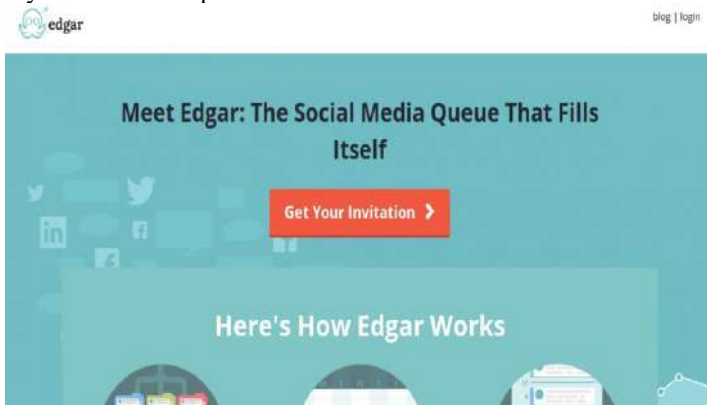 edgar
blog | login
Meet Edgar: The Social Media Queue That Fills
Itself
Get Your Invitation
Here's How Edgar Works